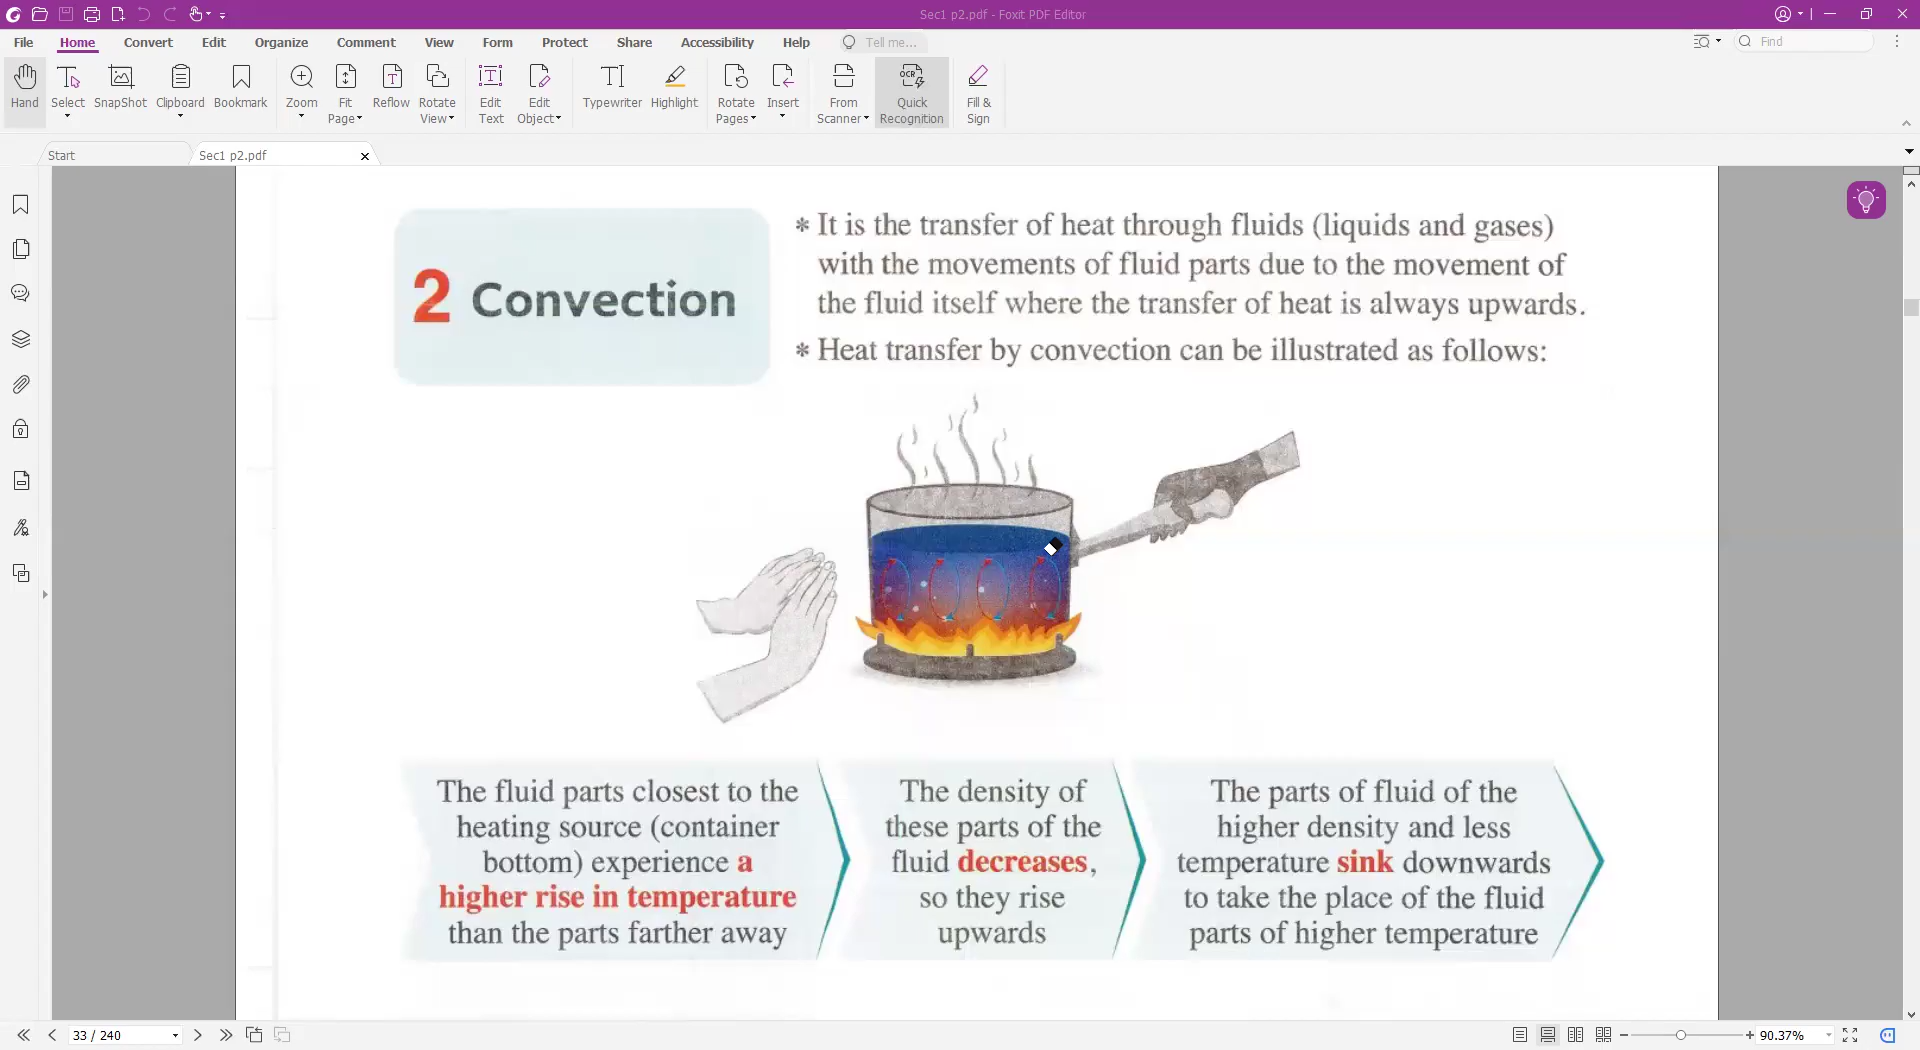 Sec1 p2.pdf - Foxit PDF Editor
File Home Convert Edit Organize Comment View Form Protect Share Accessibility Help Tell me... Find
Hand Select SnapShot Clipboard Bookmark Zoom Fit Page Reflow Rotate View Edit Text Edit Object Typewriter Highlight Rotate Pages Insert From Scanner OCR Quick Recognition Fill & Sign
Start Sec1 p2.pdf
2 Convection
* It is the transfer of heat through fluids (liquids and gases)
with the movements of fluid parts due to the movement of
the fluid itself where the transfer of heat is always upwards.
* Heat transfer by convection can be illustrated as follows:
The fluid parts closest to the
heating source (container
bottom) experience a
higher rise in temperature
than the parts farther away
The density of
these parts of the
fluid decreases,
so they rise
upwards
The parts of fluid of the
higher density and less
temperature sink downwards
to take the place of the fluid
parts of higher temperature
33 / 240
90.37%